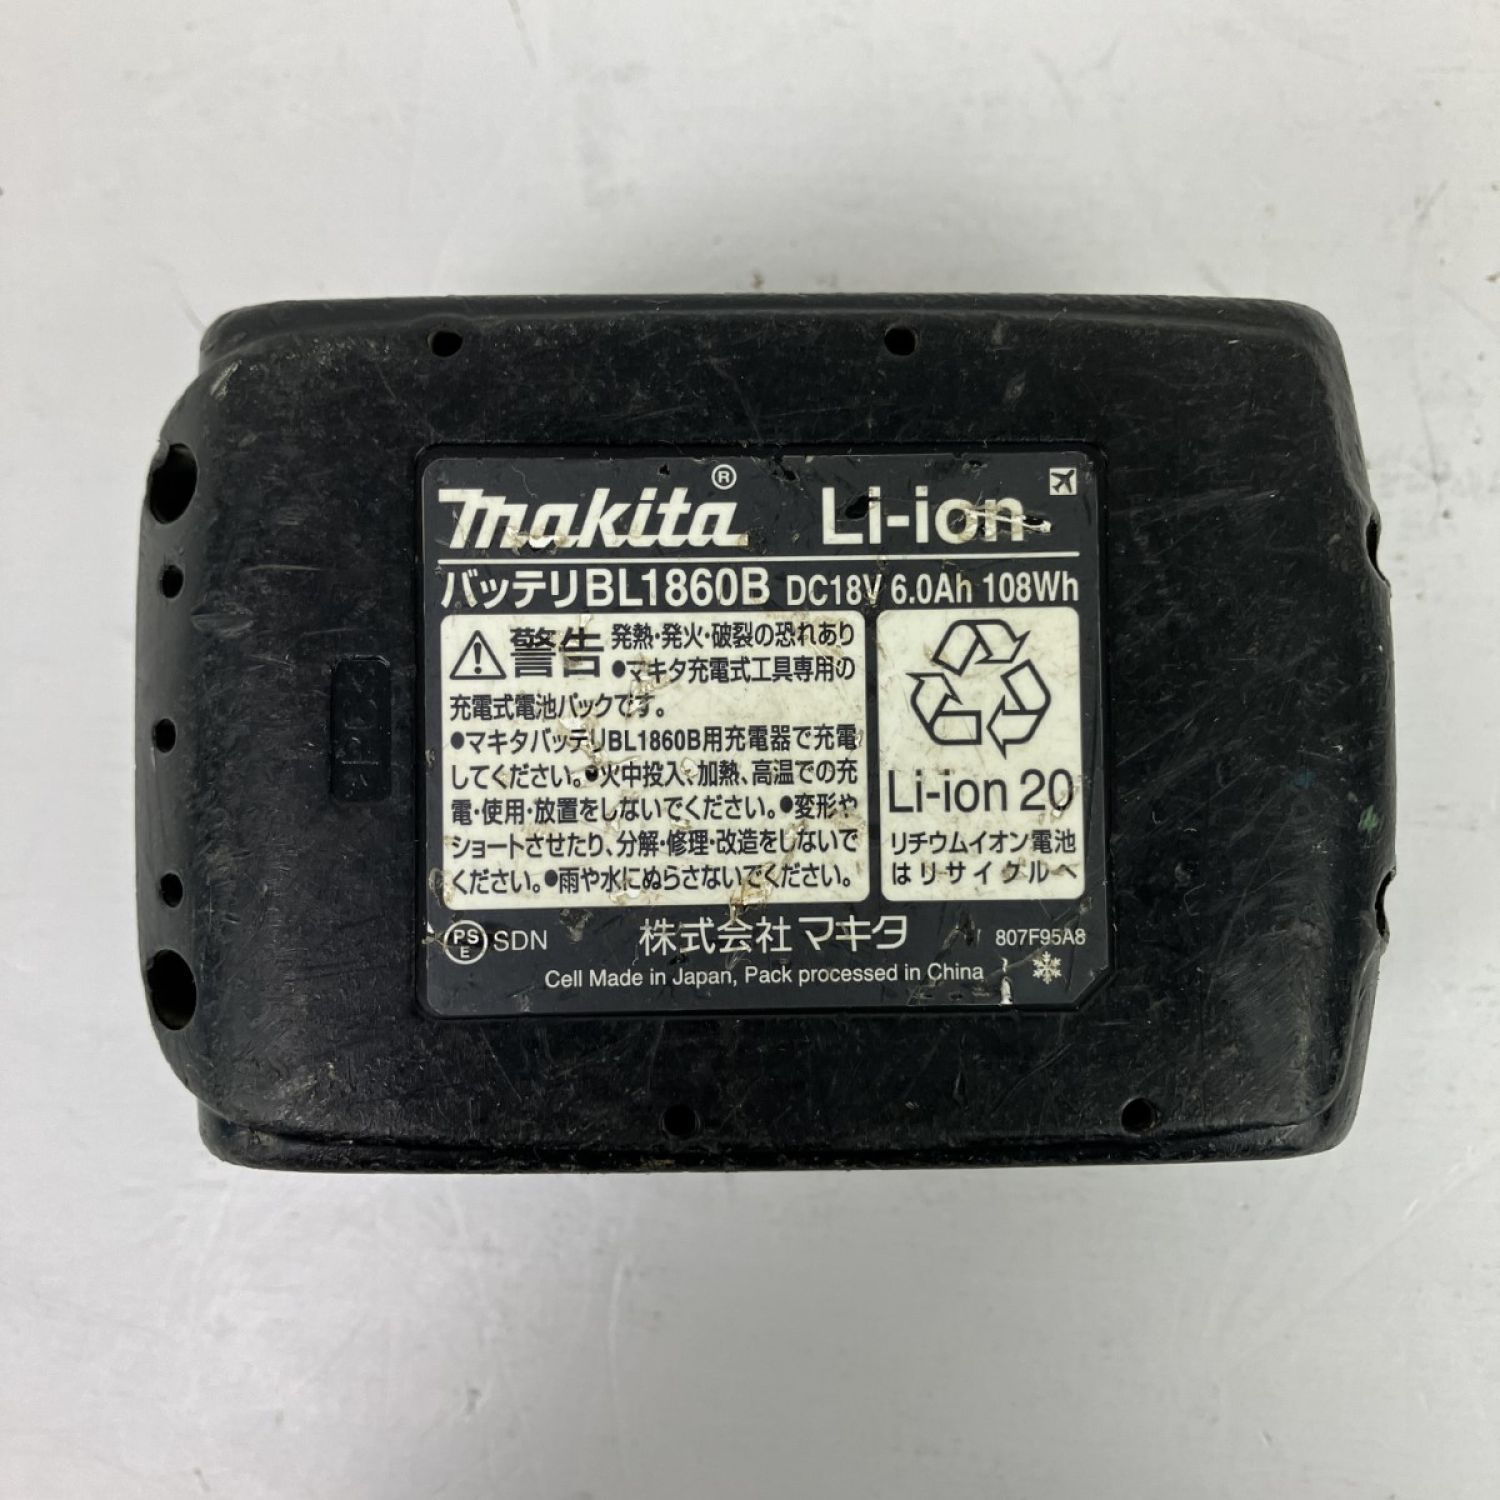 makita® Li-ion
バッテリBL1860B DC18V 6.0Ah 108Wh
警告 発熱・発火・破裂の恐れあり
●マキタ充電式工具専用の
充電式電池パックです。
●マキタバッテリBL1860B用充電器で充電
してください。●火中投入、加熱、高温での充
電・使用・放置をしないでください。●変形や
ショートさせたり、分解・修理・改造をしないで
ください。●雨や水にぬらさないでください。
Li-ion 20
リチウムイオン電池
はリサイクルへ
PSE SDN 株式会社マキタ 807F95A8
Cell Made in Japan, Pack processed in China